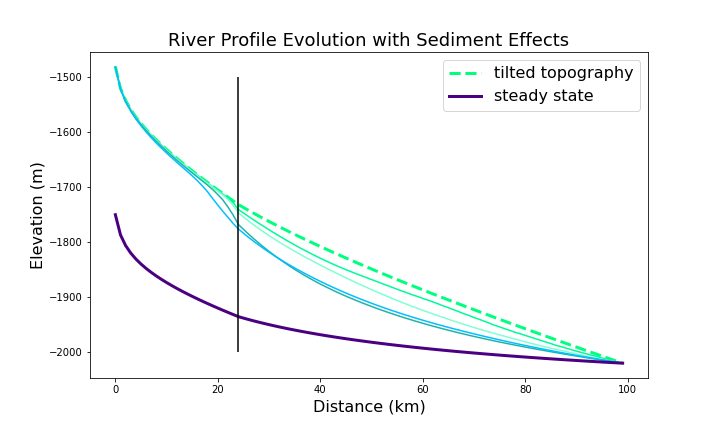 River Profile Evolution with Sediment Effects
tilted topography
steady state
−1500
−1600
−1700
−1800
−1900
−2000
Elevation (m)
0
20
40
60
80
100
Distance (km)